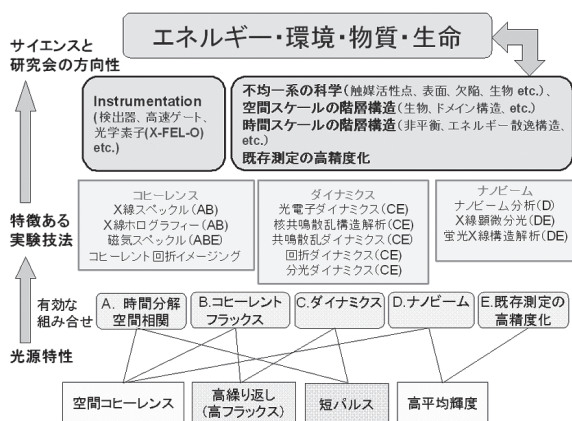 サイエンスと
研究会の方向性
エネルギー・環境・物質・生命
Instrumentation
(検出器、高速ゲート、
光学素子(X-FEL-O)
etc.)
不均一系の科学(触媒活性点、表面、欠陥、生物 etc.)、
空間スケールの階層構造(生物、ドメイン構造、etc.)
時間スケールの階層構造(非平衡、エネルギー散逸構造、
etc.)
既存測定の高精度化
特徴ある
実験技法
コヒーレンス
X線スペックル(AB)
X線ホログラフィー(AB)
磁気スペックル(ABE)
コヒーレント回折イメージング
ダイナミクス
光電子ダイナミクス(CE)
核共鳴散乱構造解析(CE)
共鳴散乱ダイナミクス(CE)
回折ダイナミクス(CE)
分光ダイナミクス(CE)
ナノビーム
ナノビーム分析(D)
X線顕微分光(DE)
蛍光X線構造解析(DE)
有効な
組み合せ
A. 時間分解
空間相関
B.コヒーレント
フラックス
C.ダイナミクス
D.ナノビーム
E.既存測定の
高精度化
光源特性
空間コヒーレンス
高繰り返し
(高フラックス)
短パルス
高平均輝度